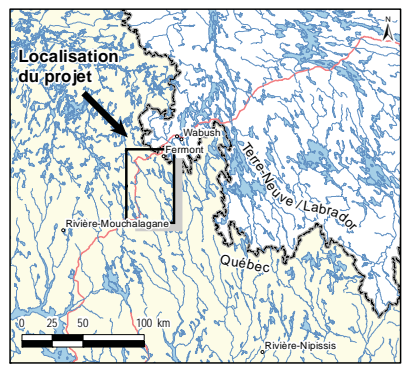 N
Localisation
du projet
Wabush
Fermont
Terre-Neuve / Labrador
Rivière-Mouchalagane
Québec
0 25 50 100 km
Rivière-Nipissis